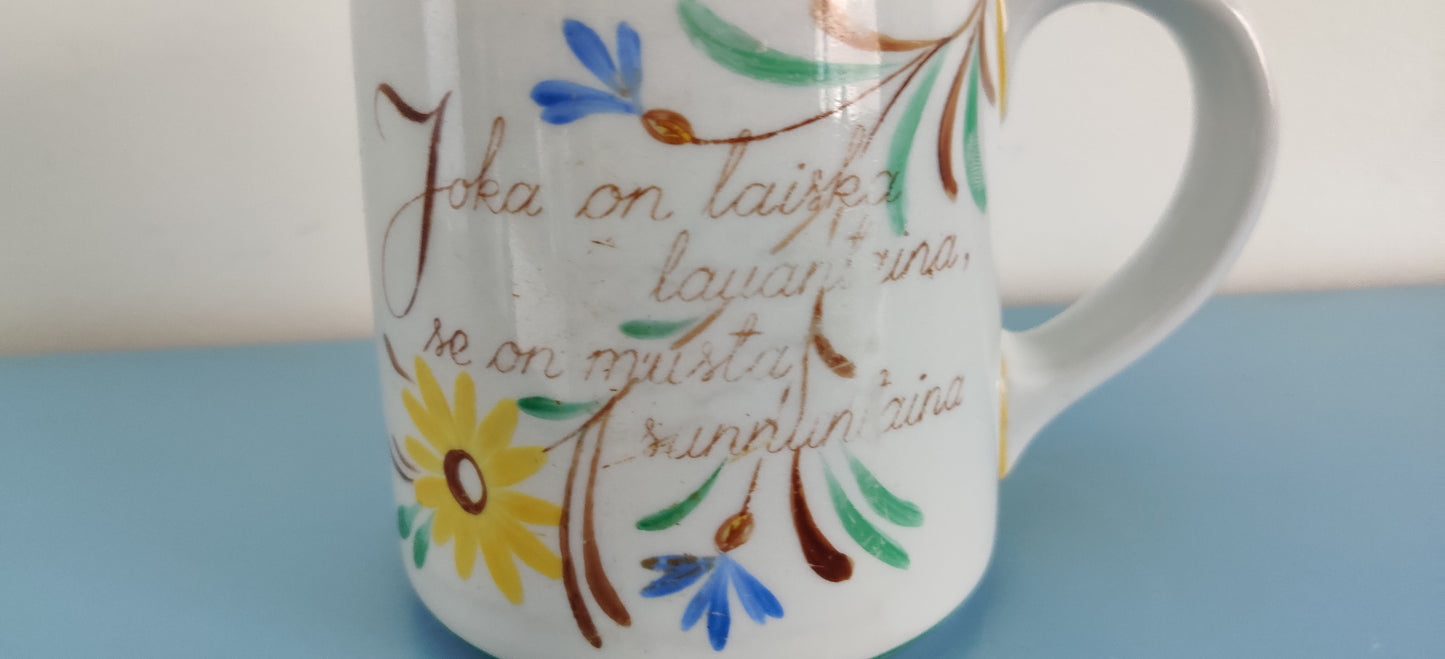 Joka on laiska
lauantaina,
se on musta
sunnuntaina